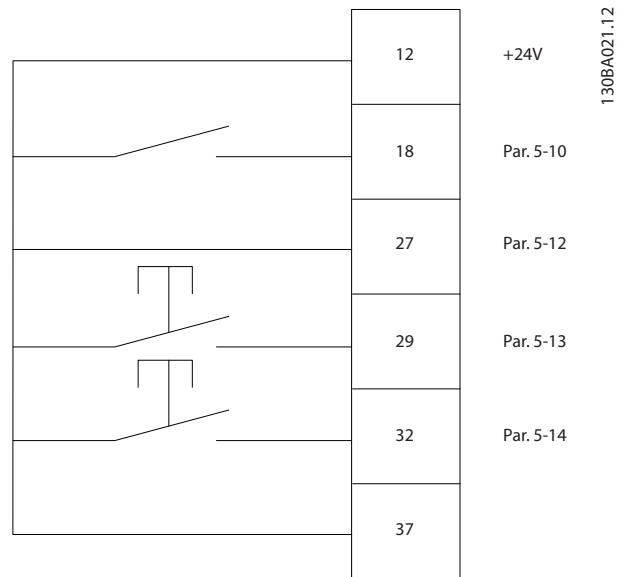 12 +24V
18 Par. 5-10
27 Par. 5-12
29 Par. 5-13
32 Par. 5-14
37
130BA021.12